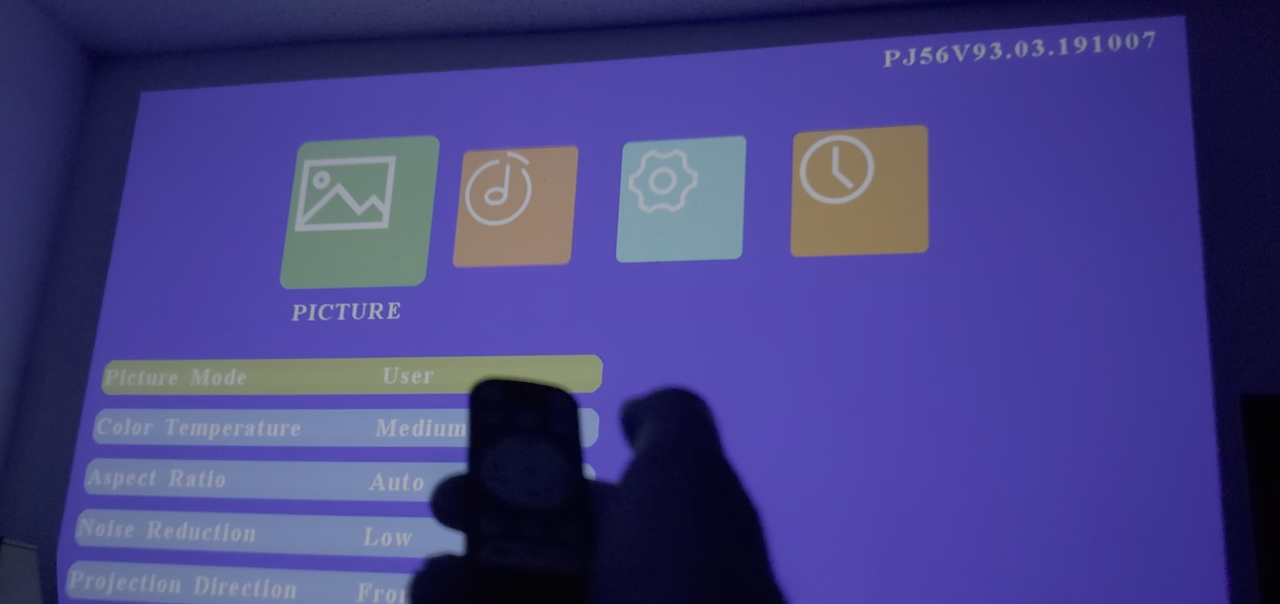 PJ56V93.03.191007
PICTURE
Picture Mode User
Color Temperature Medium
Aspect Ratio Auto
Noise Reduction Low
Projection Direction